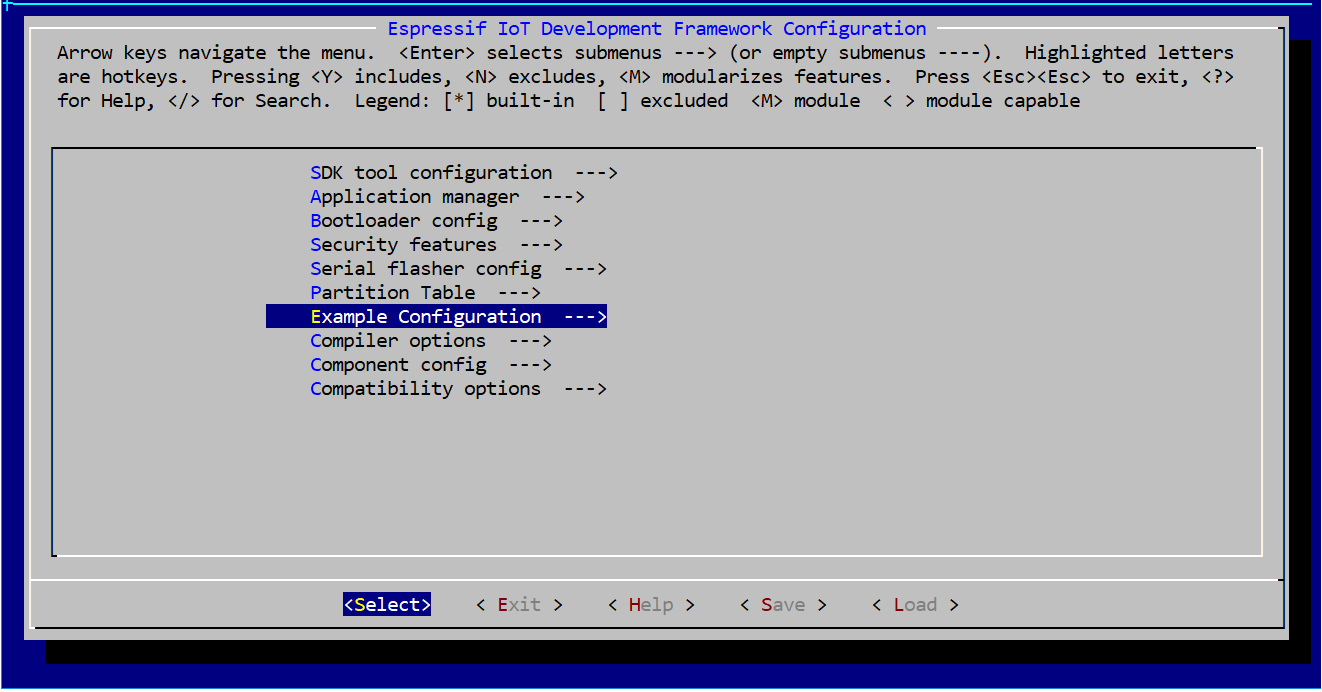 Espressif IoT Development Framework Configuration
Arrow keys navigate the menu.  <Enter> selects submenus ---> (or empty submenus ----).  Highlighted letters
are hotkeys.  Pressing <Y> includes, <N> excludes, <M> modularizes features.  Press <Esc><Esc> to exit, <?>
for Help, </> for Search.  Legend: [*] built-in  [ ] excluded  <M> module  < > module capable
SDK tool configuration  --->
Application manager  --->
Bootloader config  --->
Security features  --->
Serial flasher config  --->
Partition Table  --->
Example Configuration  --->
Compiler options  --->
Component config  --->
Compatibility options  --->
<Select>    < Exit >    < Help >    < Save >    < Load >